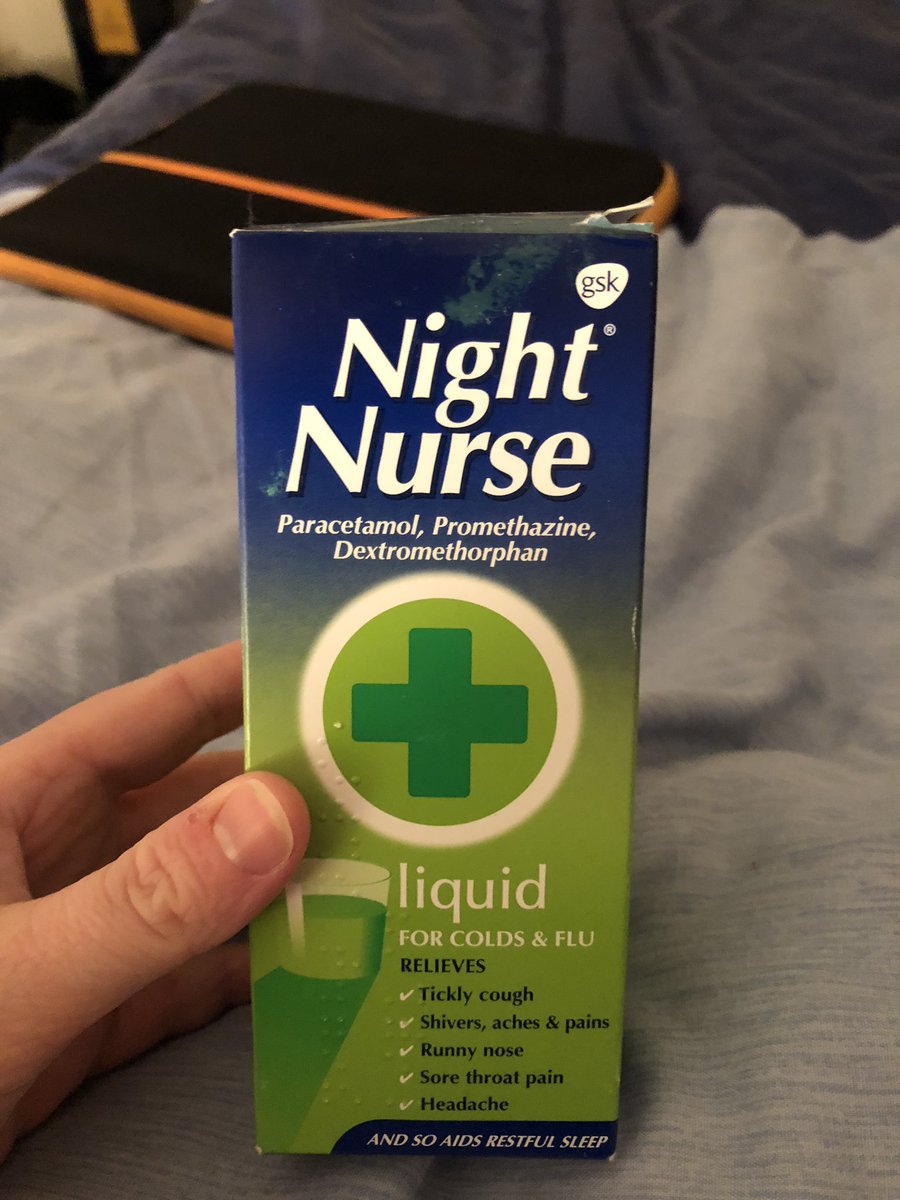 gsk
Night®
Nurse
Paracetamol, Promethazine,
Dextromethorphan
liquid
FOR COLDS & FLU
RELIEVES
✓ Tickly cough
✓ Shivers, aches & pains
✓ Runny nose
✓ Sore throat pain
✓ Headache
AND SO AIDS RESTFUL SLEEP